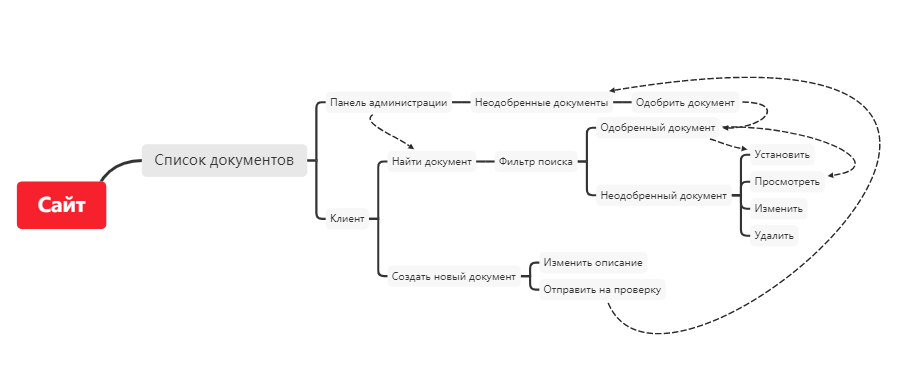 Сайт
Список документов
Панель администрации
Неодобренные документы
Одобрить документ
Клиент
Найти документ
Фильтр поиска
Одобренный документ
Неодобренный документ
Установить
Просмотреть
Изменить
Удалить
Создать новый документ
Изменить описание
Отправить на проверку